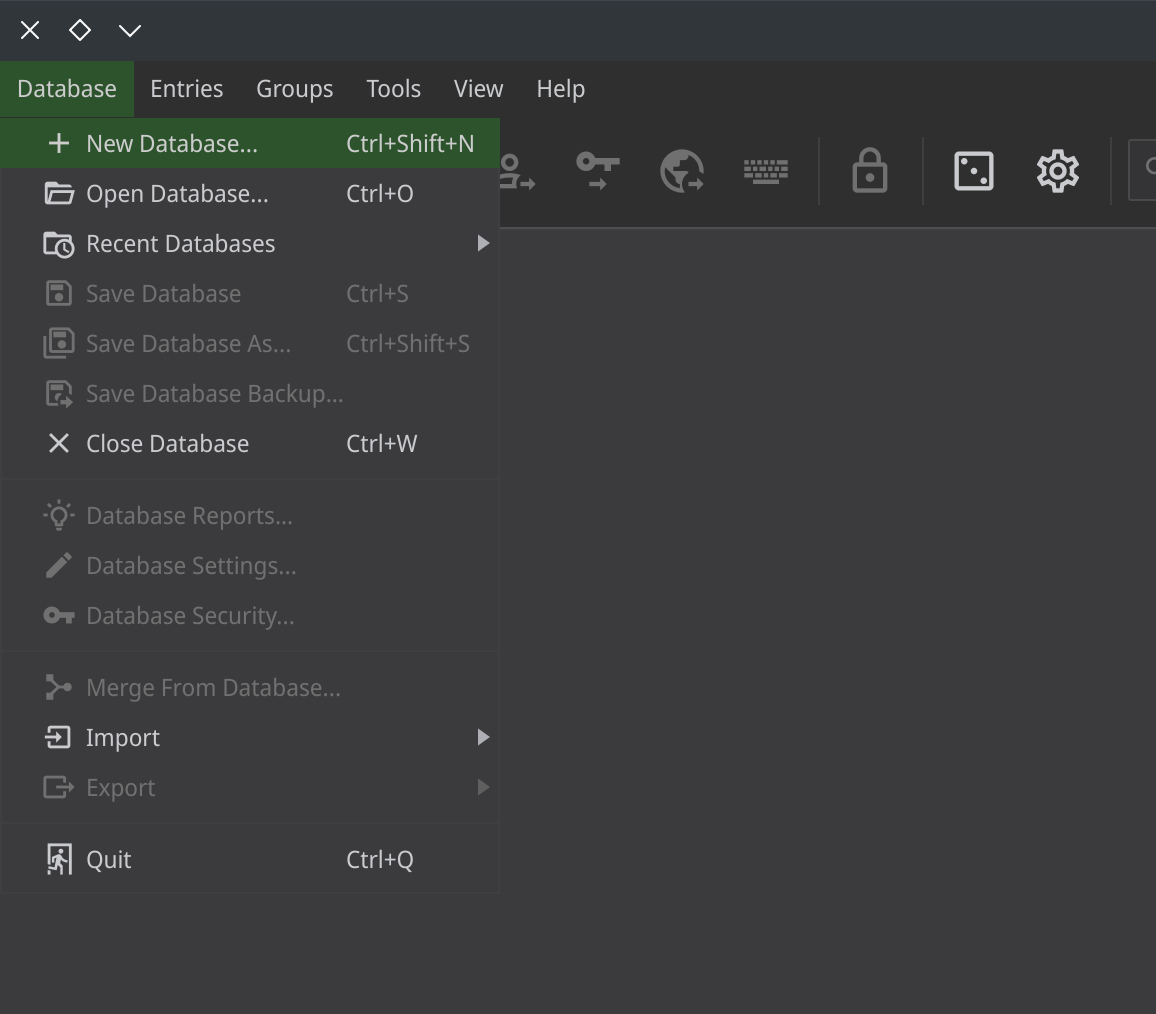 Database Entries Groups Tools View Help
New Database... Ctrl+Shift+N
Open Database... Ctrl+O
Recent Databases
Save Database Ctrl+S
Save Database As... Ctrl+Shift+S
Save Database Backup...
Close Database Ctrl+W
Database Reports...
Database Settings...
Database Security...
Merge From Database...
Import
Export
Quit Ctrl+Q